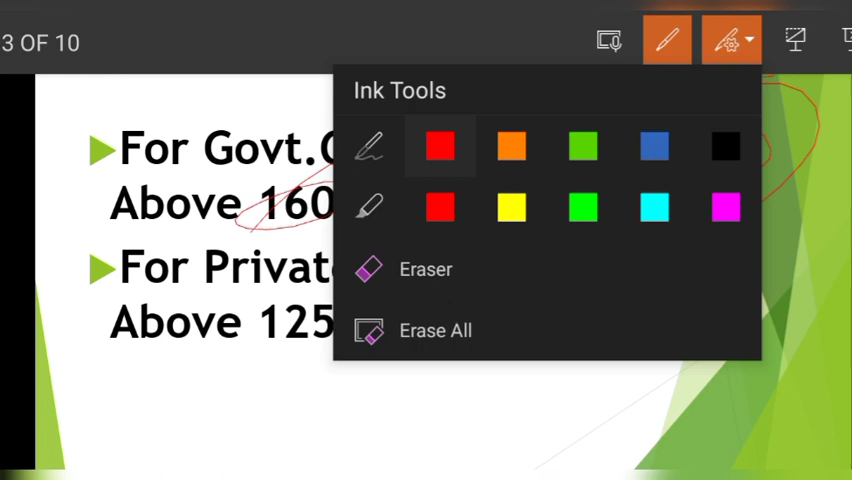 3 OF 10
Ink Tools
For Govt.
Above 160
For Privat
Above 125
Eraser
Erase All